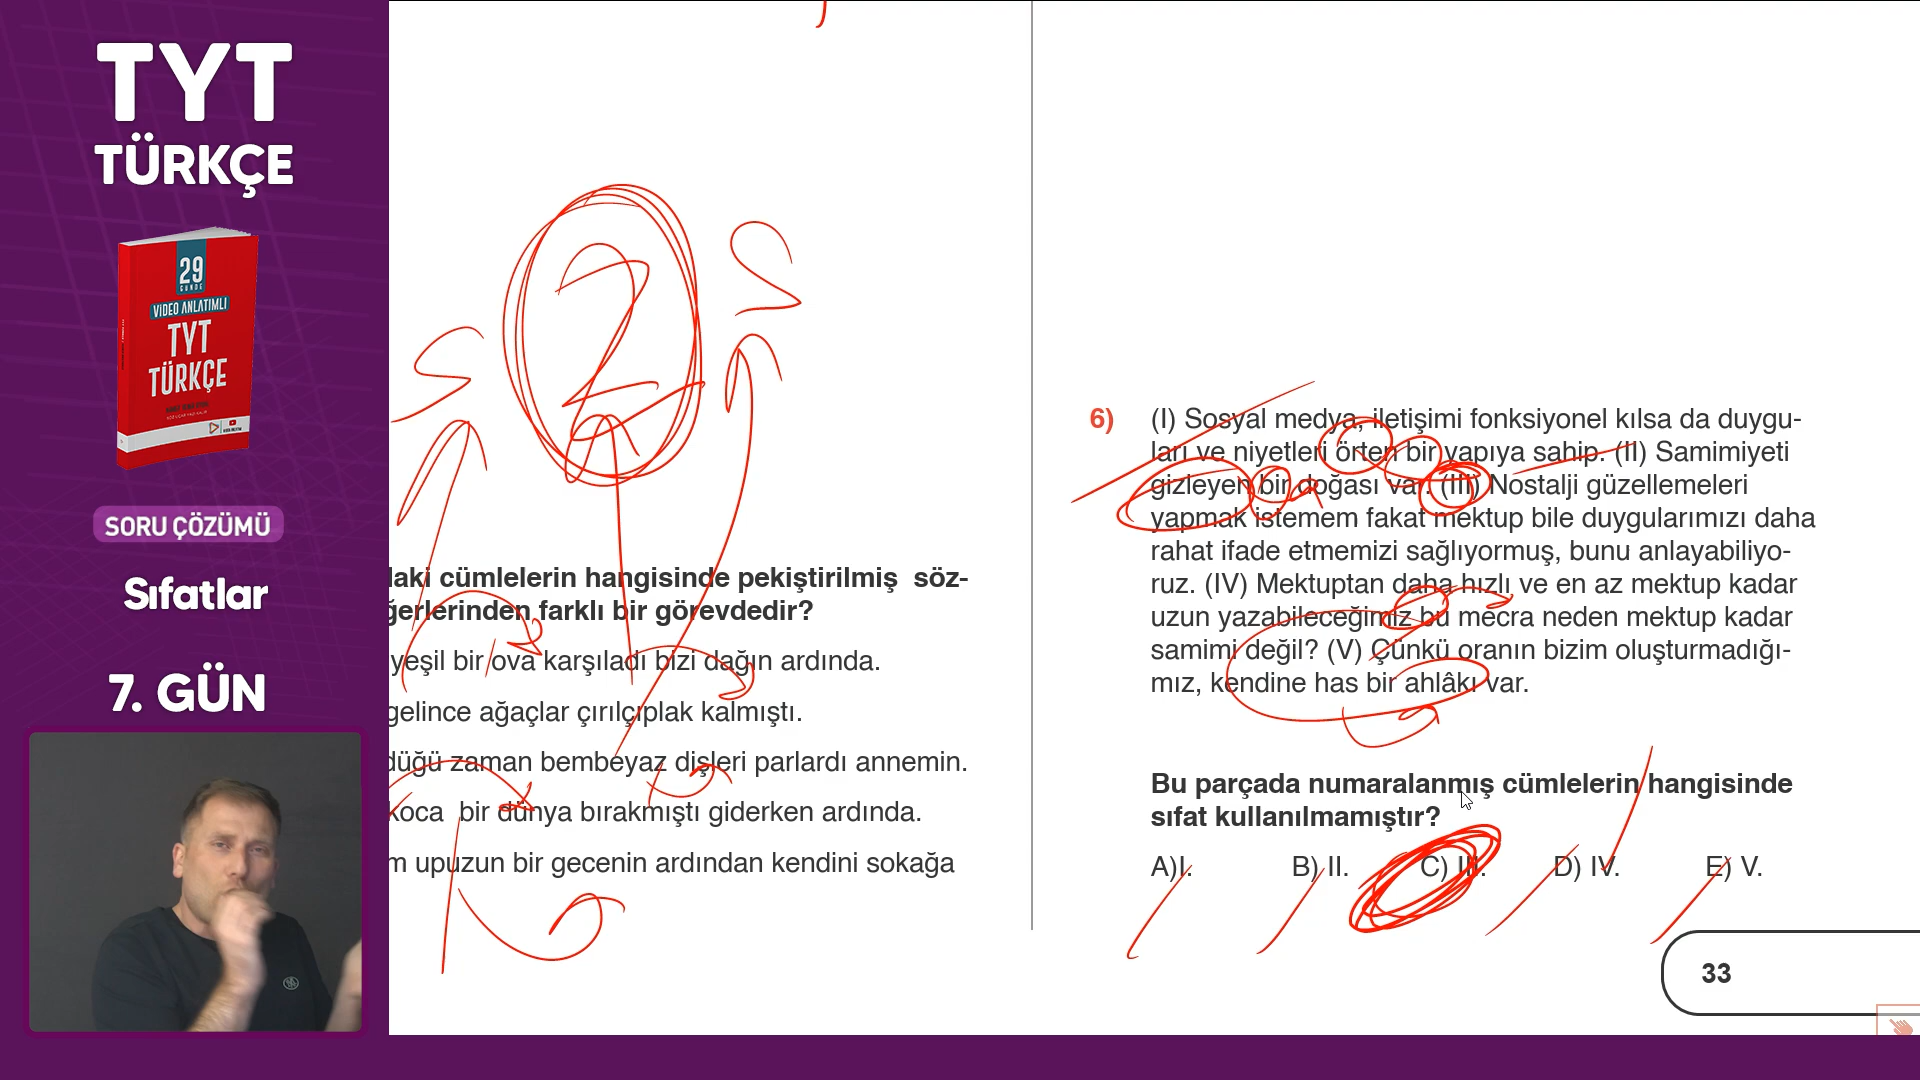 TYT
TÜRKÇE
29
GÜNDE
VİDEO ANLATIMLI
TYT
TÜRKÇE
SORU ÇÖZÜMÜ
Sıfatlar
7. GÜN
2
laki cümlelerin hangisinde pekiştirilmiş söz-
ğerlerinden farklı bir görevdedir?
yeşil bir ova karşıladı bizi dağın ardında.
gelince ağaçlar çırılçıplak kalmıştı.
düğü zaman bembeyaz dişleri parlardı annemin.
koca bir dünya bırakmıştı giderken ardında.
m upuzun bir gecenin ardından kendini sokağa
6) (I) Sosyal medya, iletişimi fonksiyonel kılsa da duygu-
ları ve niyetleri örten bir yapıya sahip. (II) Samimiyeti
gizleyen bir doğası var. (III) Nostalji güzellemeleri
yapmak istemem fakat mektup bile duygularımızı daha
rahat ifade etmemizi sağlıyormuş, bunu anlayabiliyo-
ruz. (IV) Mektuptan daha hızlı ve en az mektup kadar
uzun yazabileceğimiz bu mecra neden mektup kadar
samimi değil? (V) Çünkü oranın bizim oluşturmadığı-
mız, kendine has bir ahlâkı var.
Bu parçada numaralanmış cümlelerin hangisinde
sıfat kullanılmamıştır?
A)I. B) II. C) III. D) IV. E) V.
33